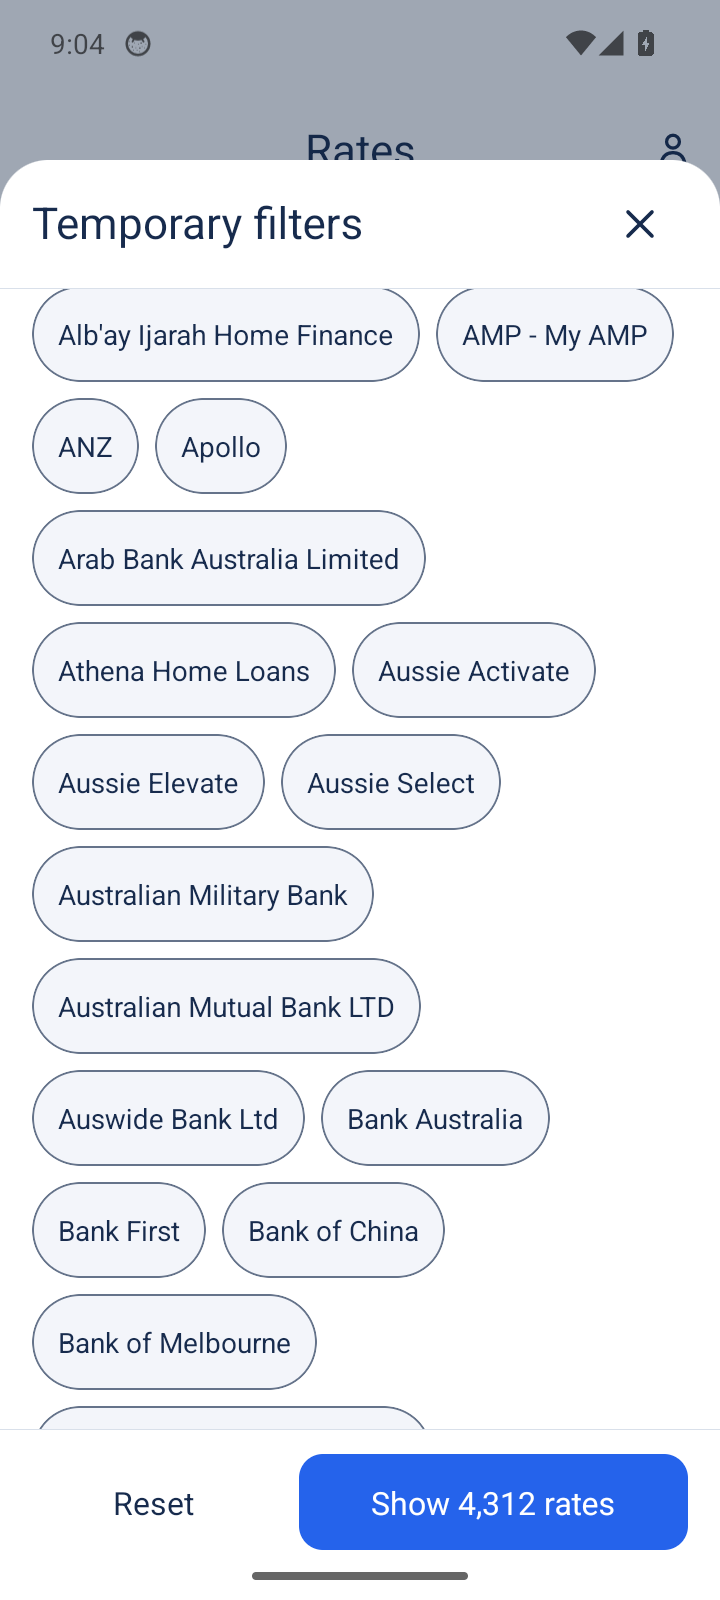 9:04
Rates
Temporary filters
Alb'ay Ijarah Home Finance
AMP - My AMP
ANZ
Apollo
Arab Bank Australia Limited
Athena Home Loans
Aussie Activate
Aussie Elevate
Aussie Select
Australian Military Bank
Australian Mutual Bank LTD
Auswide Bank Ltd
Bank Australia
Bank First
Bank of China
Bank of Melbourne
Reset
Show 4,312 rates